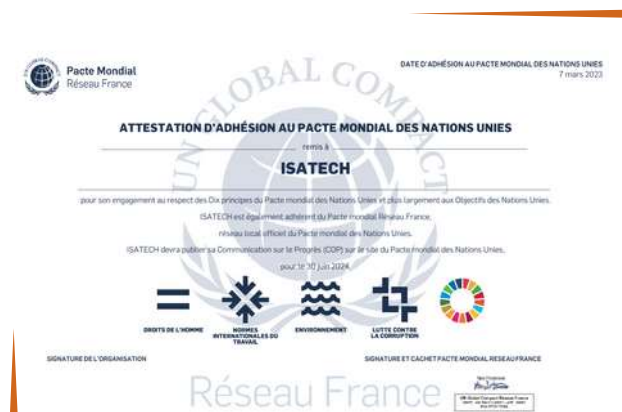 Pacte Mondial
Réseau France
DATE D'ADHÉSION AU PACTE MONDIAL DES NATIONS UNIES
7 mars 2023
UN GLOBAL COMPACT
ATTESTATION D'ADHÉSION AU PACTE MONDIAL DES NATIONS UNIES
remis à
ISATECH
pour son engagement au respect des Dix principes du Pacte mondial des Nations Unies et plus largement aux Objectifs des Nations Unies.
ISATECH est également adhérent du Pacte mondial Réseau France,
réseau local officiel du Pacte mondial des Nations Unies.
ISATECH devra publier sa Communication sur le Progrès (COP) sur le site du Pacte mondial des Nations Unies,
pour le 30 juin 2024.
DROITS DE L'HOMME
NORMES
INTERNATIONALES DU
TRAVAIL
ENVIRONNEMENT
LUTTE CONTRE
LA CORRUPTION
SIGNATURE DE L'ORGANISATION
SIGNATURE ET CACHET PACTE MONDIAL RESEAU FRANCE
Réseau France